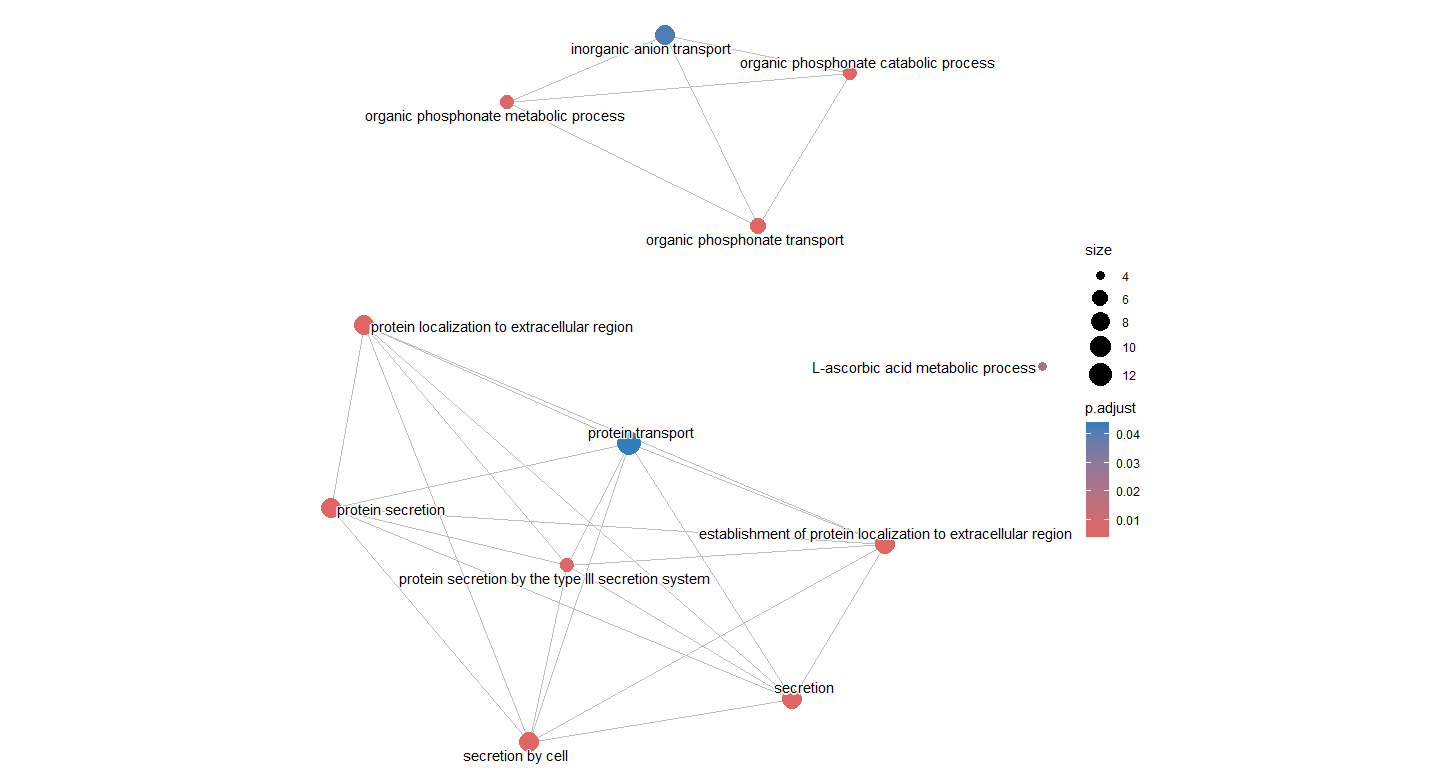 inorganic anion transport
organic phosphonate catabolic process
organic phosphonate metabolic process
organic phosphonate transport
size
4
6
8
10
12
protein localization to extracellular region
L-ascorbic acid metabolic process
p.adjust
0.04
0.03
0.02
0.01
protein transport
protein secretion
establishment of protein localization to extracellular region
protein secretion by the type III secretion system
secretion
secretion by cell